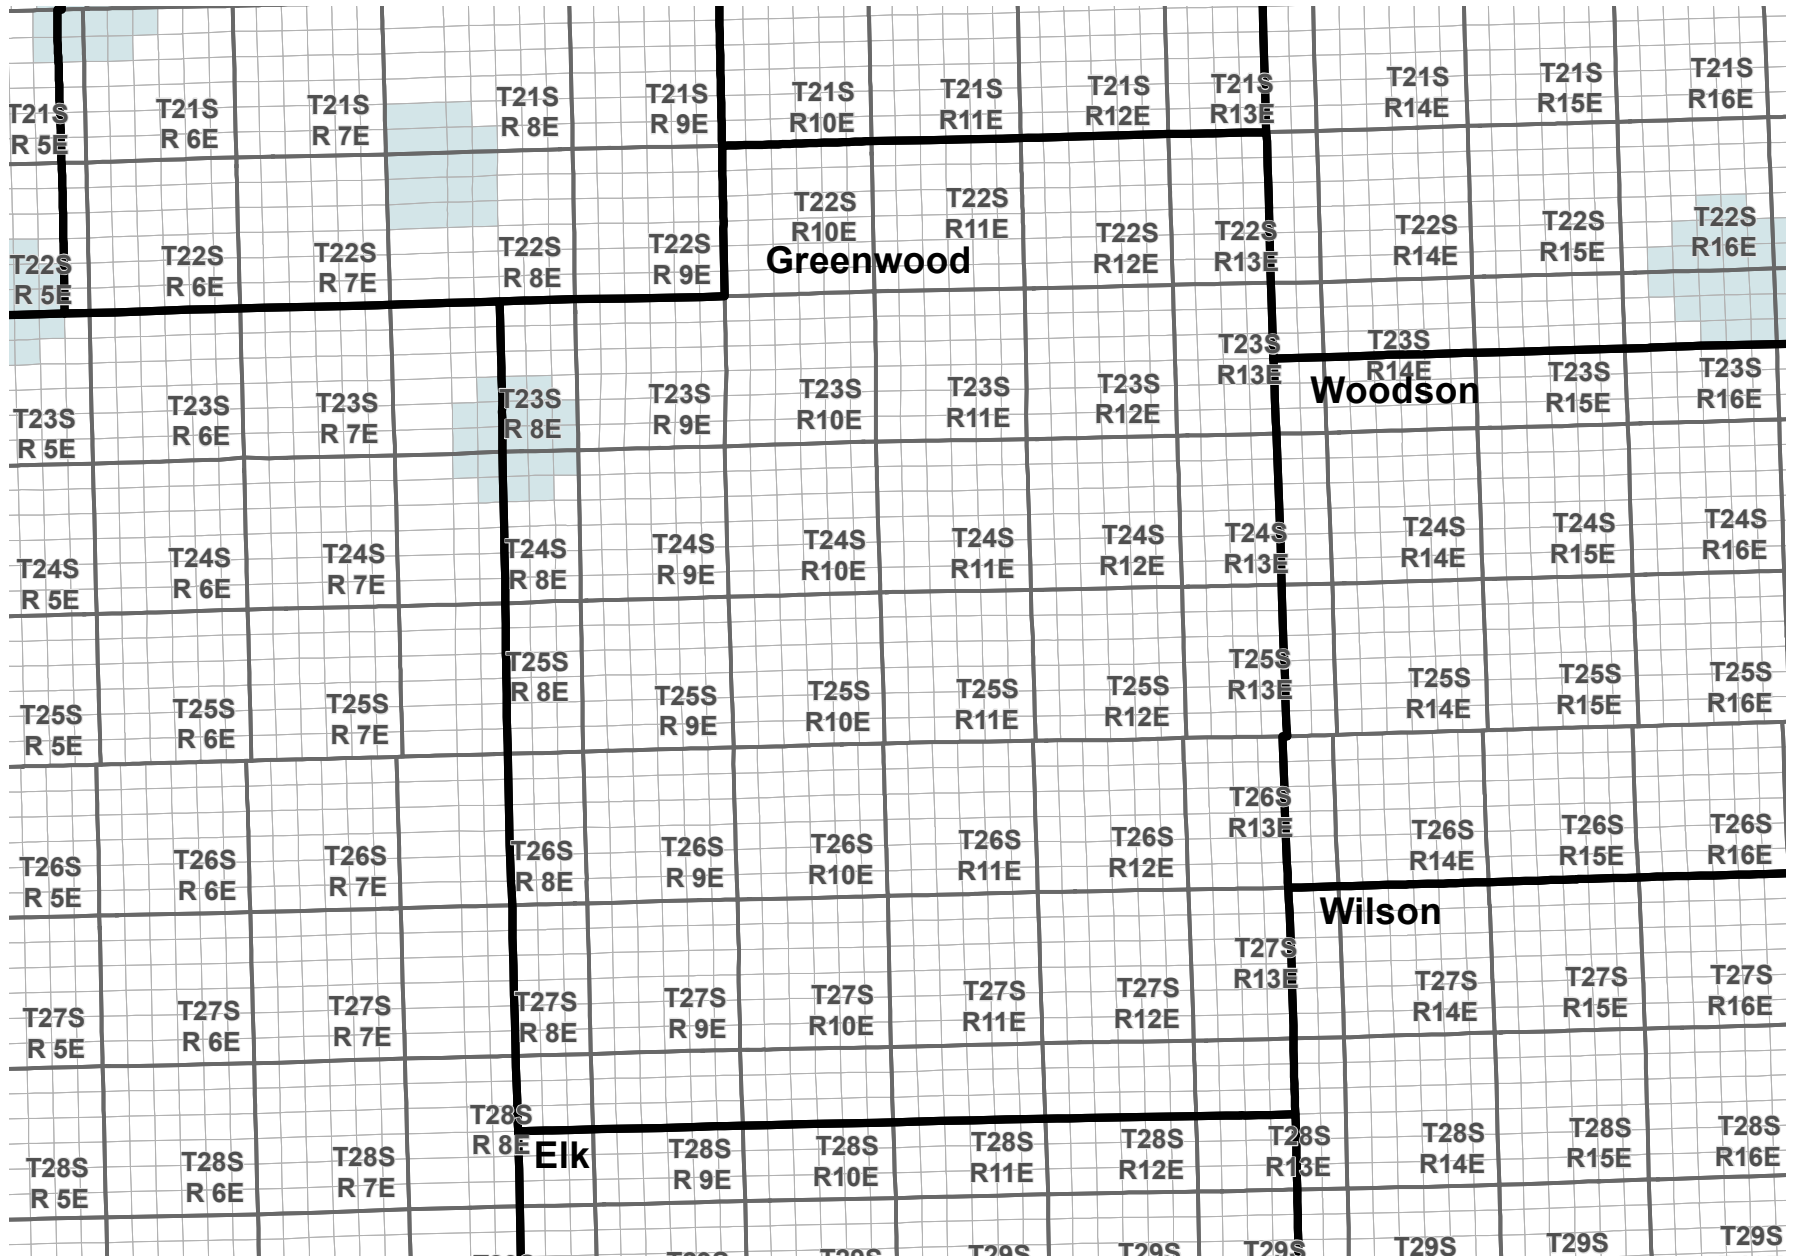 T21S T21S T21S T21S T21S T21S T21S T21S T21S T21S T21S T21S
R 5E R 6E R 7E R 8E R 9E R10E R11E R12E R13E R14E R15E R16E
T22S T22S T22S T22S T22S T22S T22S T22S T22S T22S T22S T22S
R 5E R 6E R 7E R 8E R 9E R10E R11E R12E R13E R14E R15E R16E
Greenwood
T23S T23S T23S T23S T23S T23S T23S T23S T23S T23S T23S T23S
R 5E R 6E R 7E R 8E R 9E R10E R11E R12E R13E R14E R15E R16E
Woodson
T24S T24S T24S T24S T24S T24S T24S T24S T24S T24S T24S T24S
R 5E R 6E R 7E R 8E R 9E R10E R11E R12E R13E R14E R15E R16E
T25S T25S T25S T25S T25S T25S T25S T25S T25S T25S T25S T25S
R 5E R 6E R 7E R 8E R 9E R10E R11E R12E R13E R14E R15E R16E
T26S T26S T26S T26S T26S T26S T26S T26S T26S T26S T26S T26S
R 5E R 6E R 7E R 8E R 9E R10E R11E R12E R13E R14E R15E R16E
Wilson
T27S T27S T27S T27S T27S T27S T27S T27S T27S T27S T27S T27S
R 5E R 6E R 7E R 8E R 9E R10E R11E R12E R13E R14E R15E R16E
T28S T28S T28S T28S T28S T28S T28S T28S T28S T28S T28S T28S
R 5E R 6E R 7E R 8E R 9E R10E R11E R12E R13E R14E R15E R16E
Elk
T29S T29S T29S T29S T29S T29S T29S T29S